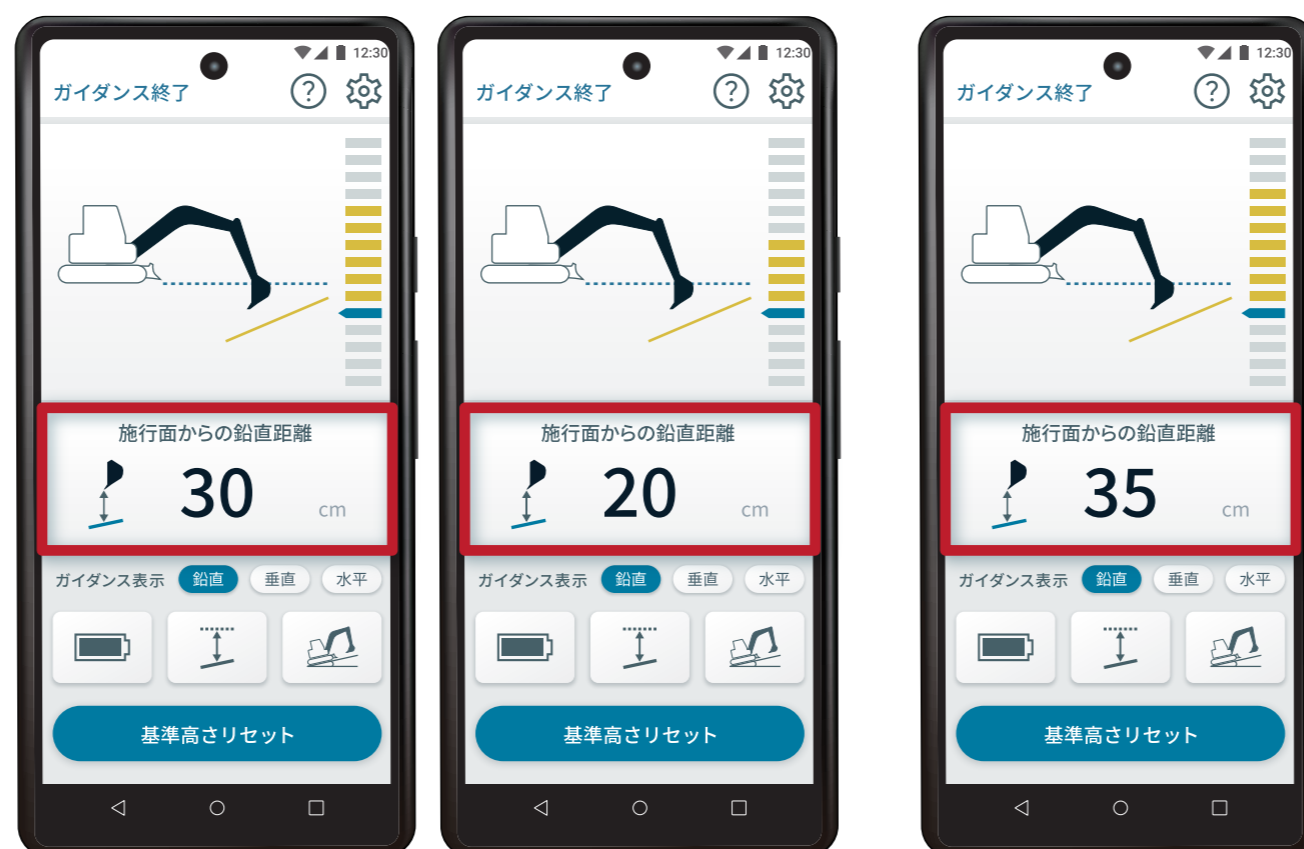 12:30
ガイダンス終了
施行面からの鉛直距離
30 cm
ガイダンス表示 鉛直 垂直 水平
基準高さリセット
12:30
ガイダンス終了
施行面からの鉛直距離
20 cm
ガイダンス表示 鉛直 垂直 水平
基準高さリセット
12:30
ガイダンス終了
施行面からの鉛直距離
35 cm
ガイダンス表示 鉛直 垂直 水平
基準高さリセット